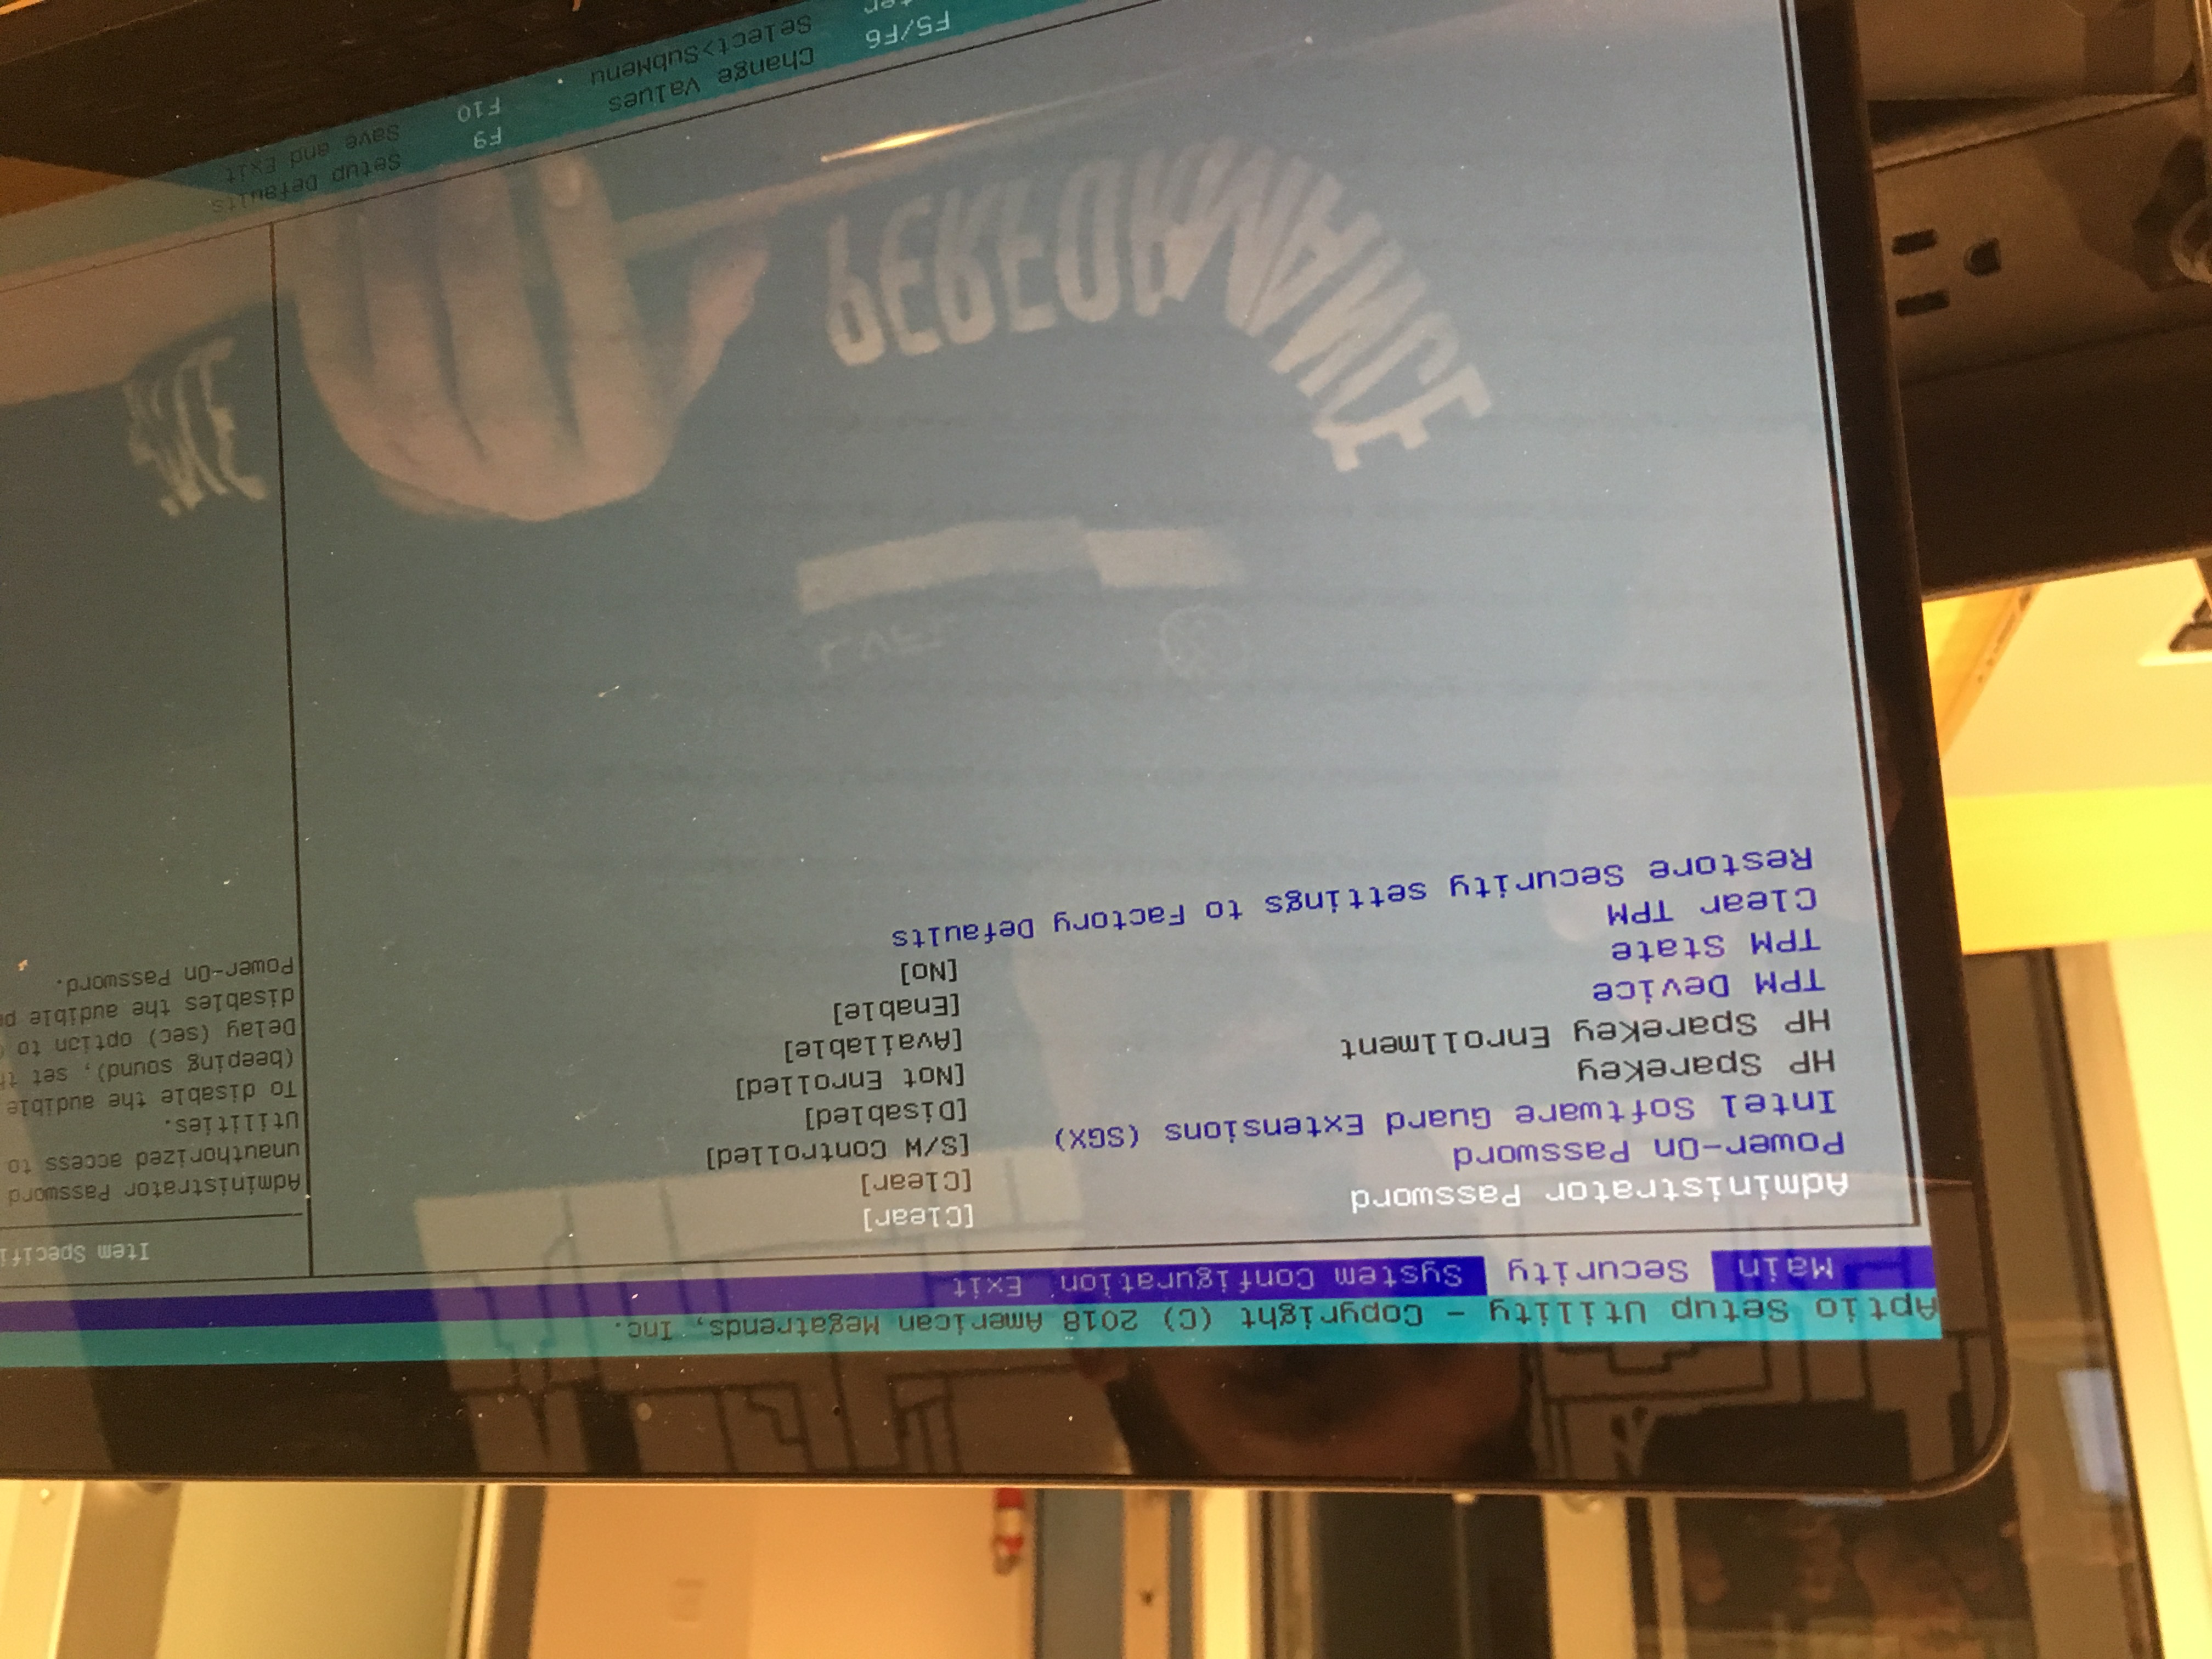 Aptio Setup Utility - Copyright (C) 2018 American Megatrends, Inc.
Main Security System Configuration Exit
Administrator Password [Clear]
Power-On Password [Clear]
Intel Software Guard Extensions (SGX) [S/W Controlled]
HP SpareKey [Disabled]
HP SpareKey Enrollment [Not Enrolled]
TPM Device [Available]
TPM State [Enable]
Clear TPM [No]
Restore Security settings to Factory Defaults
Item
Administrator Password
unauthorized access to
Utilities.
To disable the audible
(beeping sound), set
Delay (sec) option to
disables the audible
Power-On Password.
PERFORMANCE
F5/F6 Change Values
Select>SubMenu
F9 Setup Defaults
F10 Save and Exit